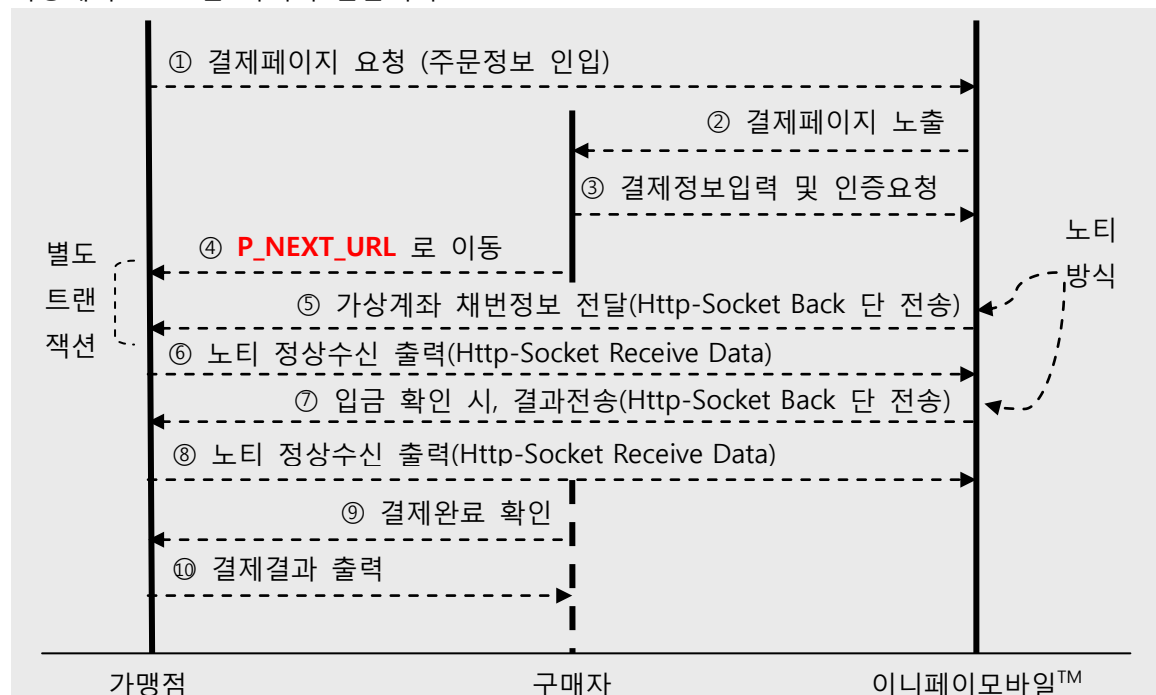 ① 결제페이지 요청 (주문정보 인입)
② 결제페이지 노출
③ 결제정보입력 및 인증요청
노티
방식
별도
트랜
잭션
④ P_NEXT_URL 로 이동
⑤ 가상계좌 채번정보 전달(Http-Socket Back 단 전송)
⑥ 노티 정상수신 출력(Http-Socket Receive Data)
⑦ 입금 확인 시, 결과전송(Http-Socket Back 단 전송)
⑧ 노티 정상수신 출력(Http-Socket Receive Data)
⑨ 결제완료 확인
⑩ 결제결과 출력
가맹점 구매자 이니페이모바일TM